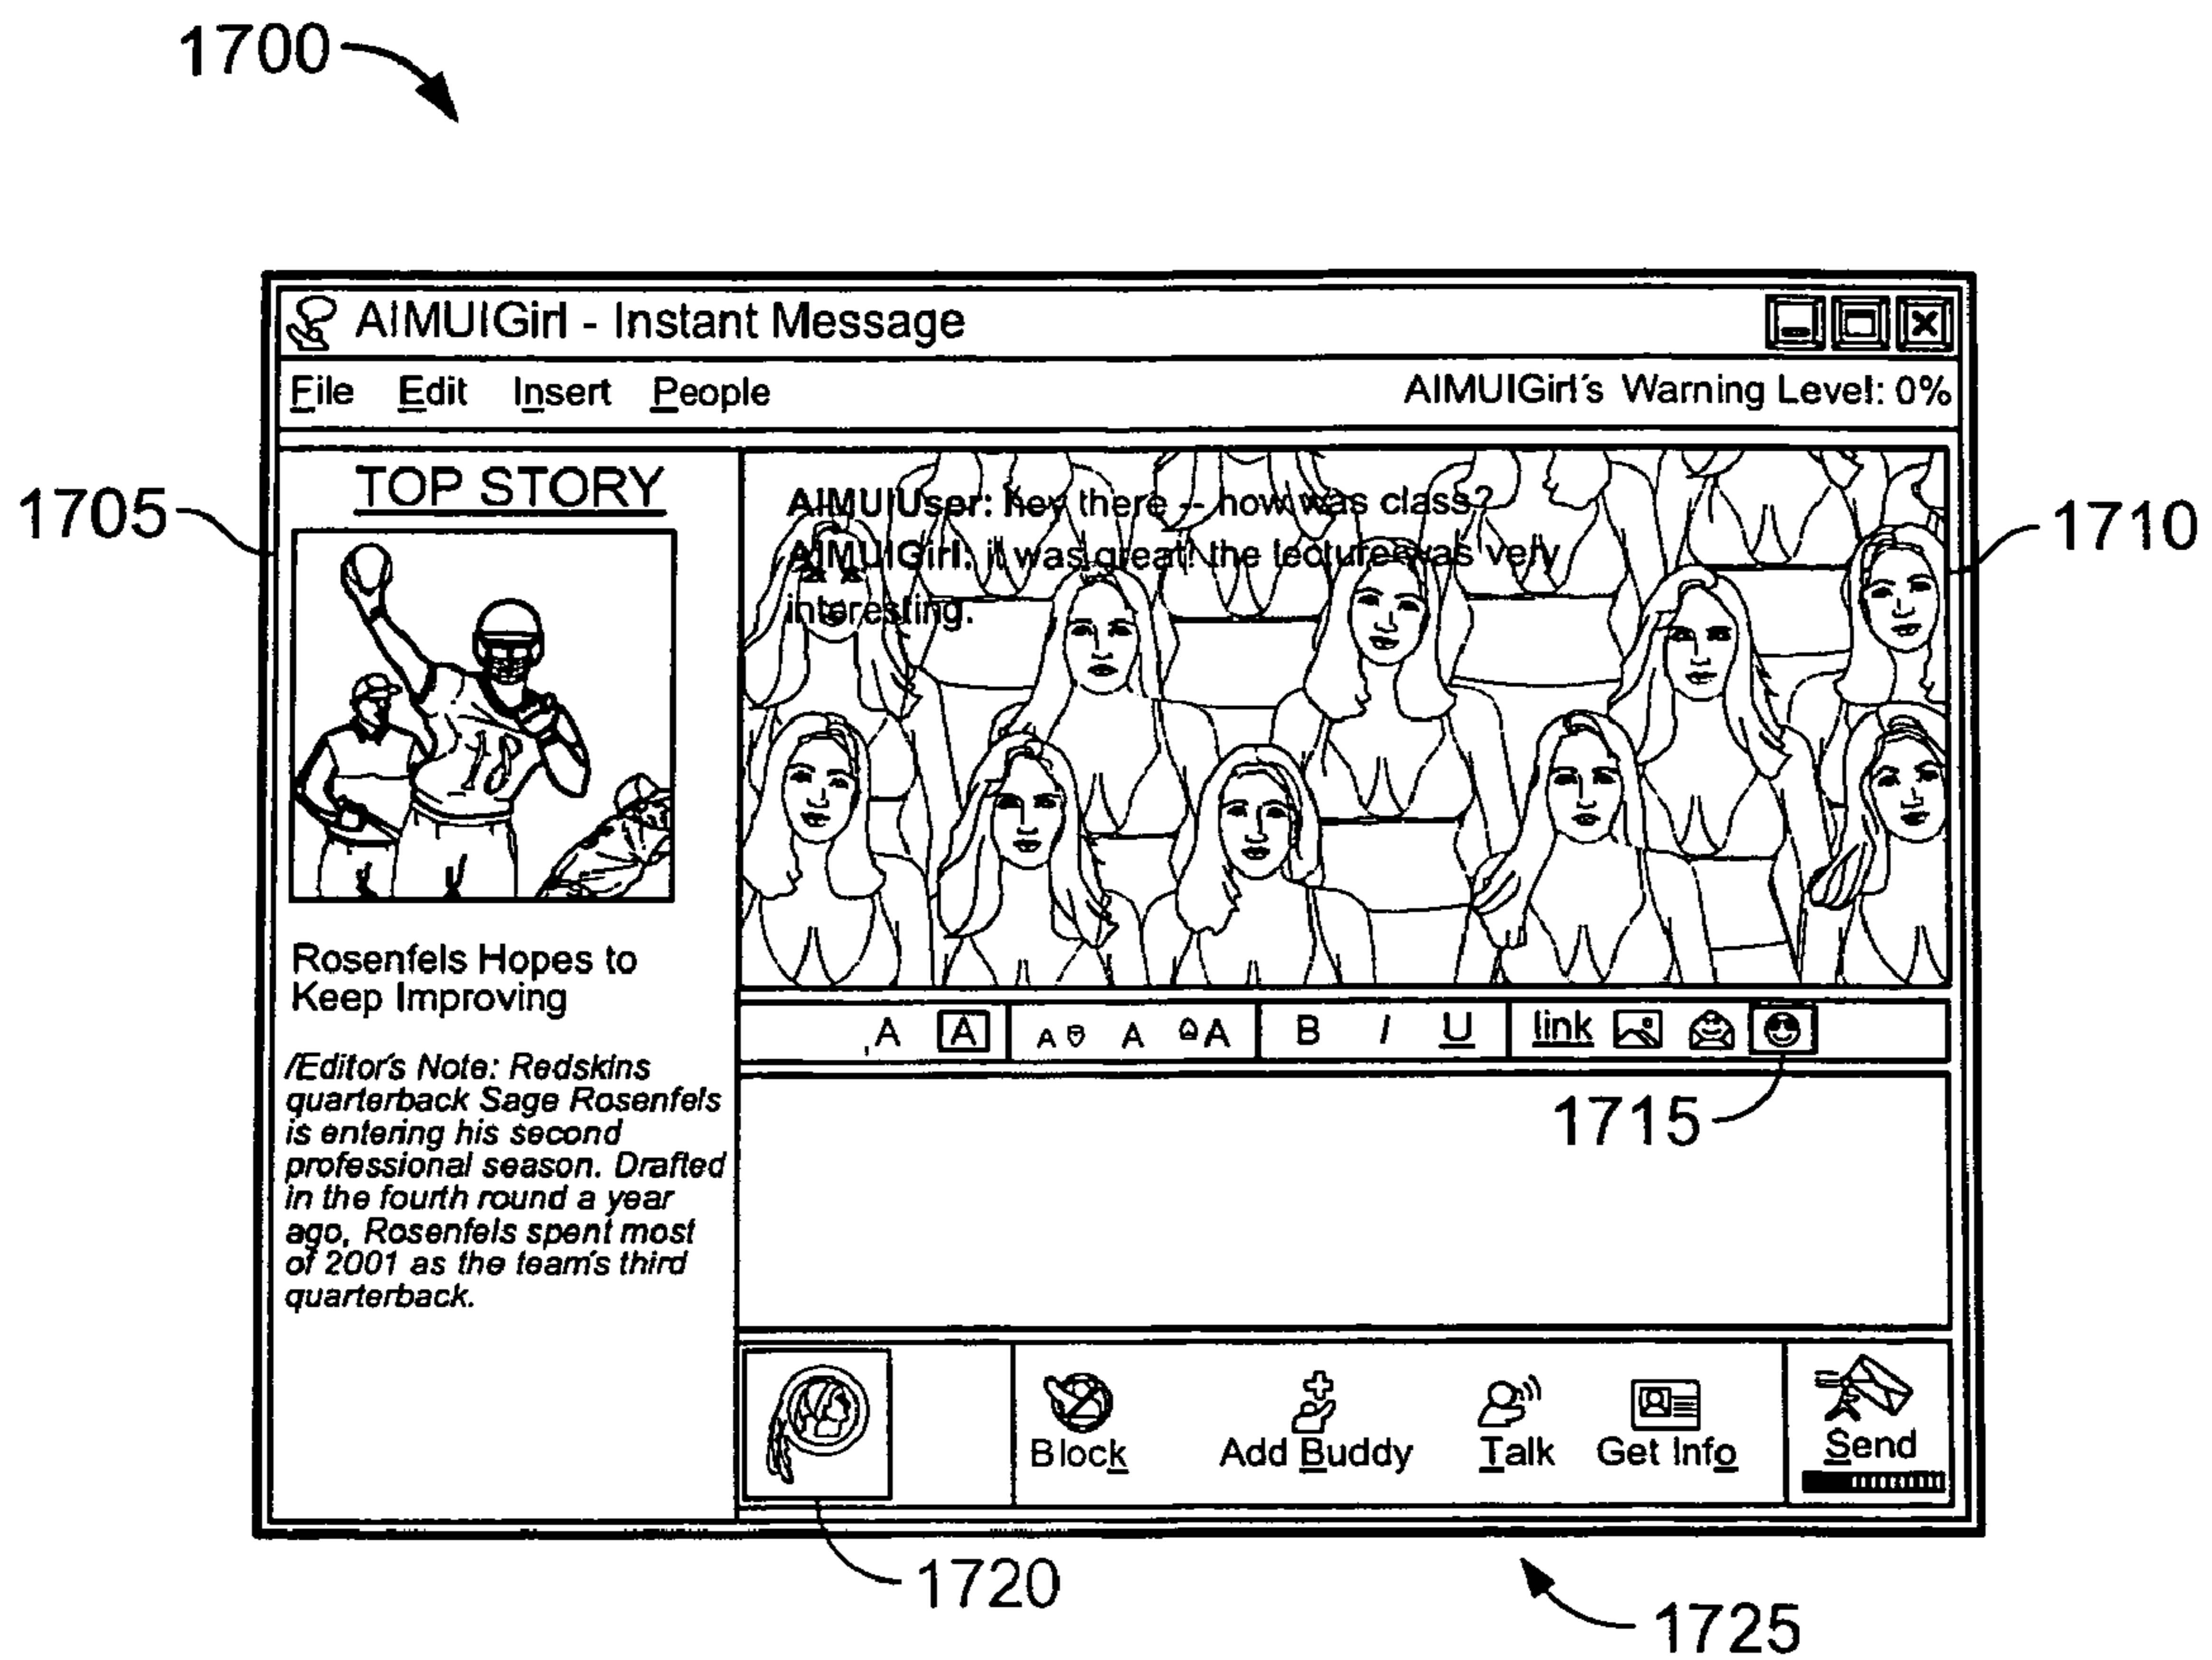 1700
AIMUIGirl - Instant Message
File Edit Insert People AIMUIGirl's Warning Level: 0%
1705
TOP STORY
18
Rosenfels Hopes to
Keep Improving
/Editor's Note: Redskins
quarterback Sage Rosenfels
is entering his second
professional season. Drafted
in the fourth round a year
ago, Rosenfels spent most
of 2001 as the team's third
quarterback.
AIMUIUser: hey there -- how was class?
AIMUIGirl: it was great! the lecture was very
interesting.
1710
A A A A A B I U link
1715
Block Add Buddy Talk Get Info Send
1720
1725